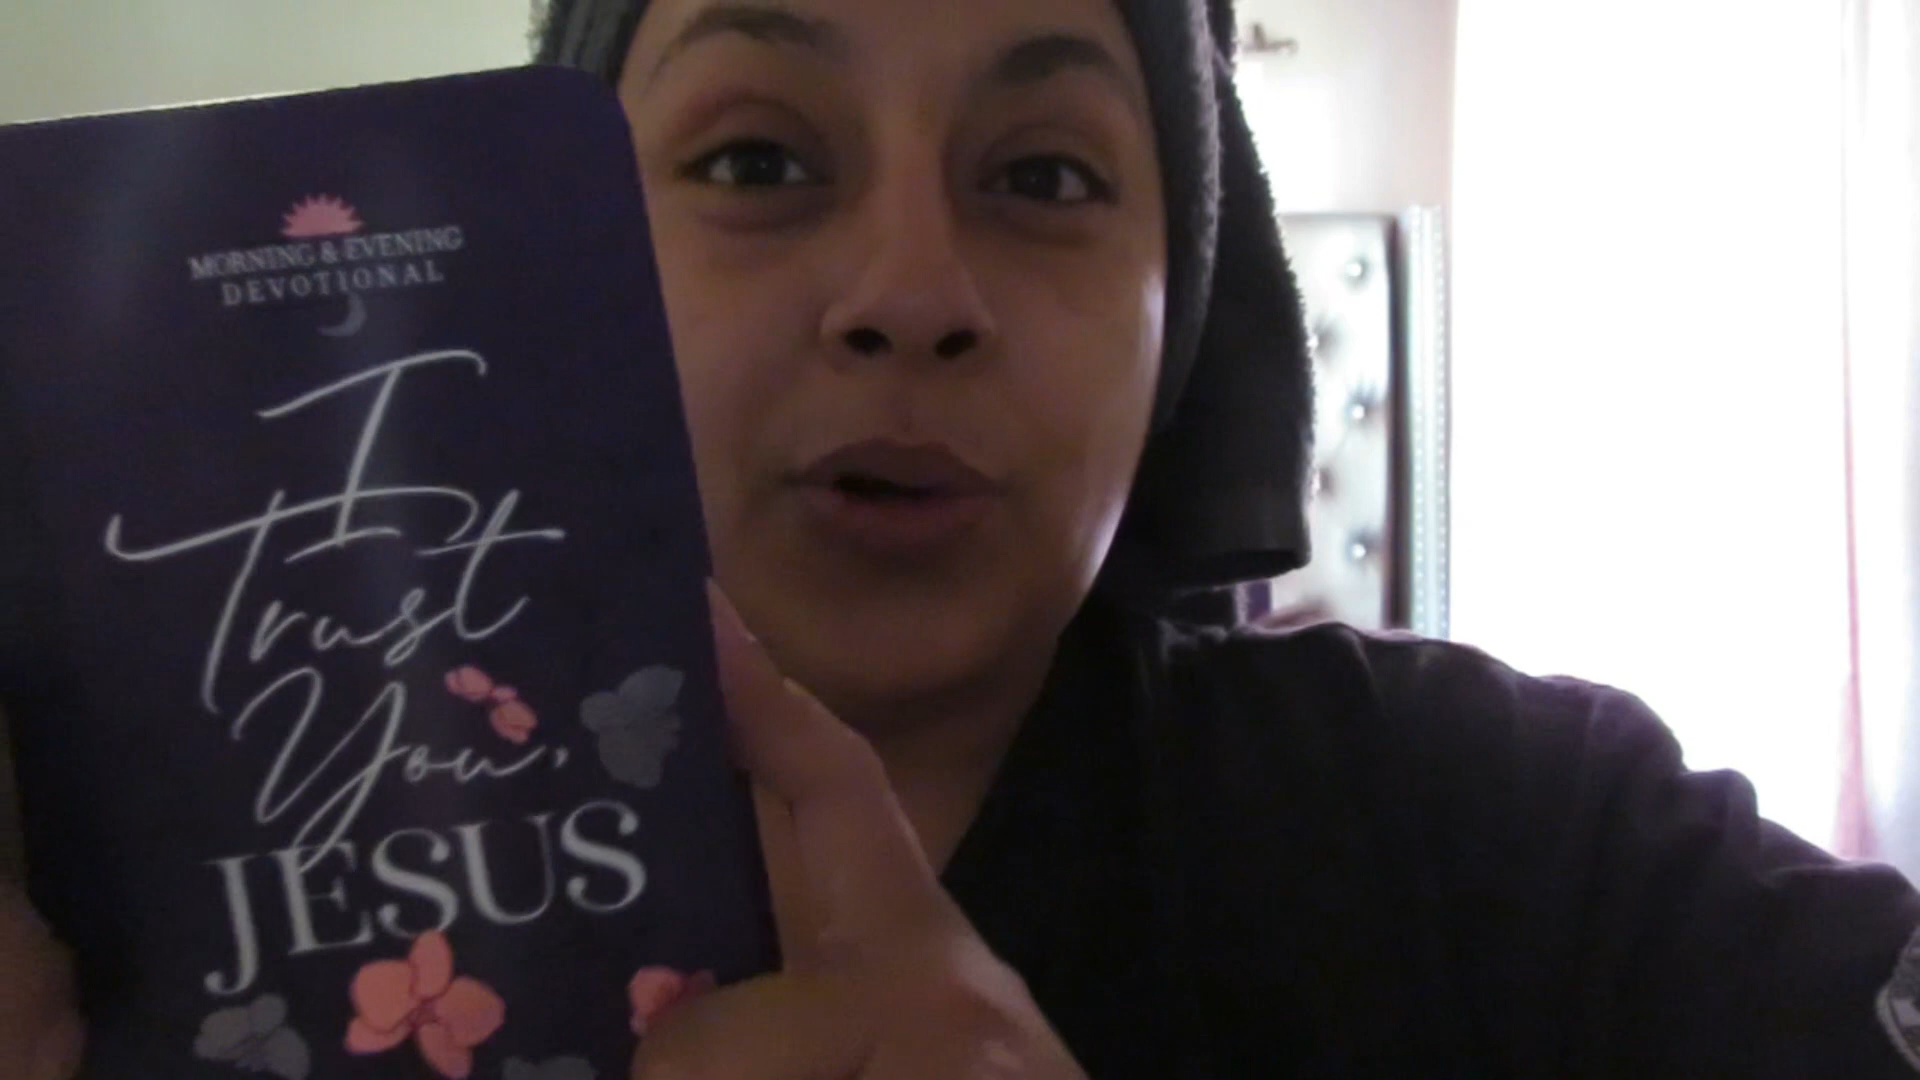 MORNING & EVENING
DEVOTIONAL
I
Trust
You,
JESUS